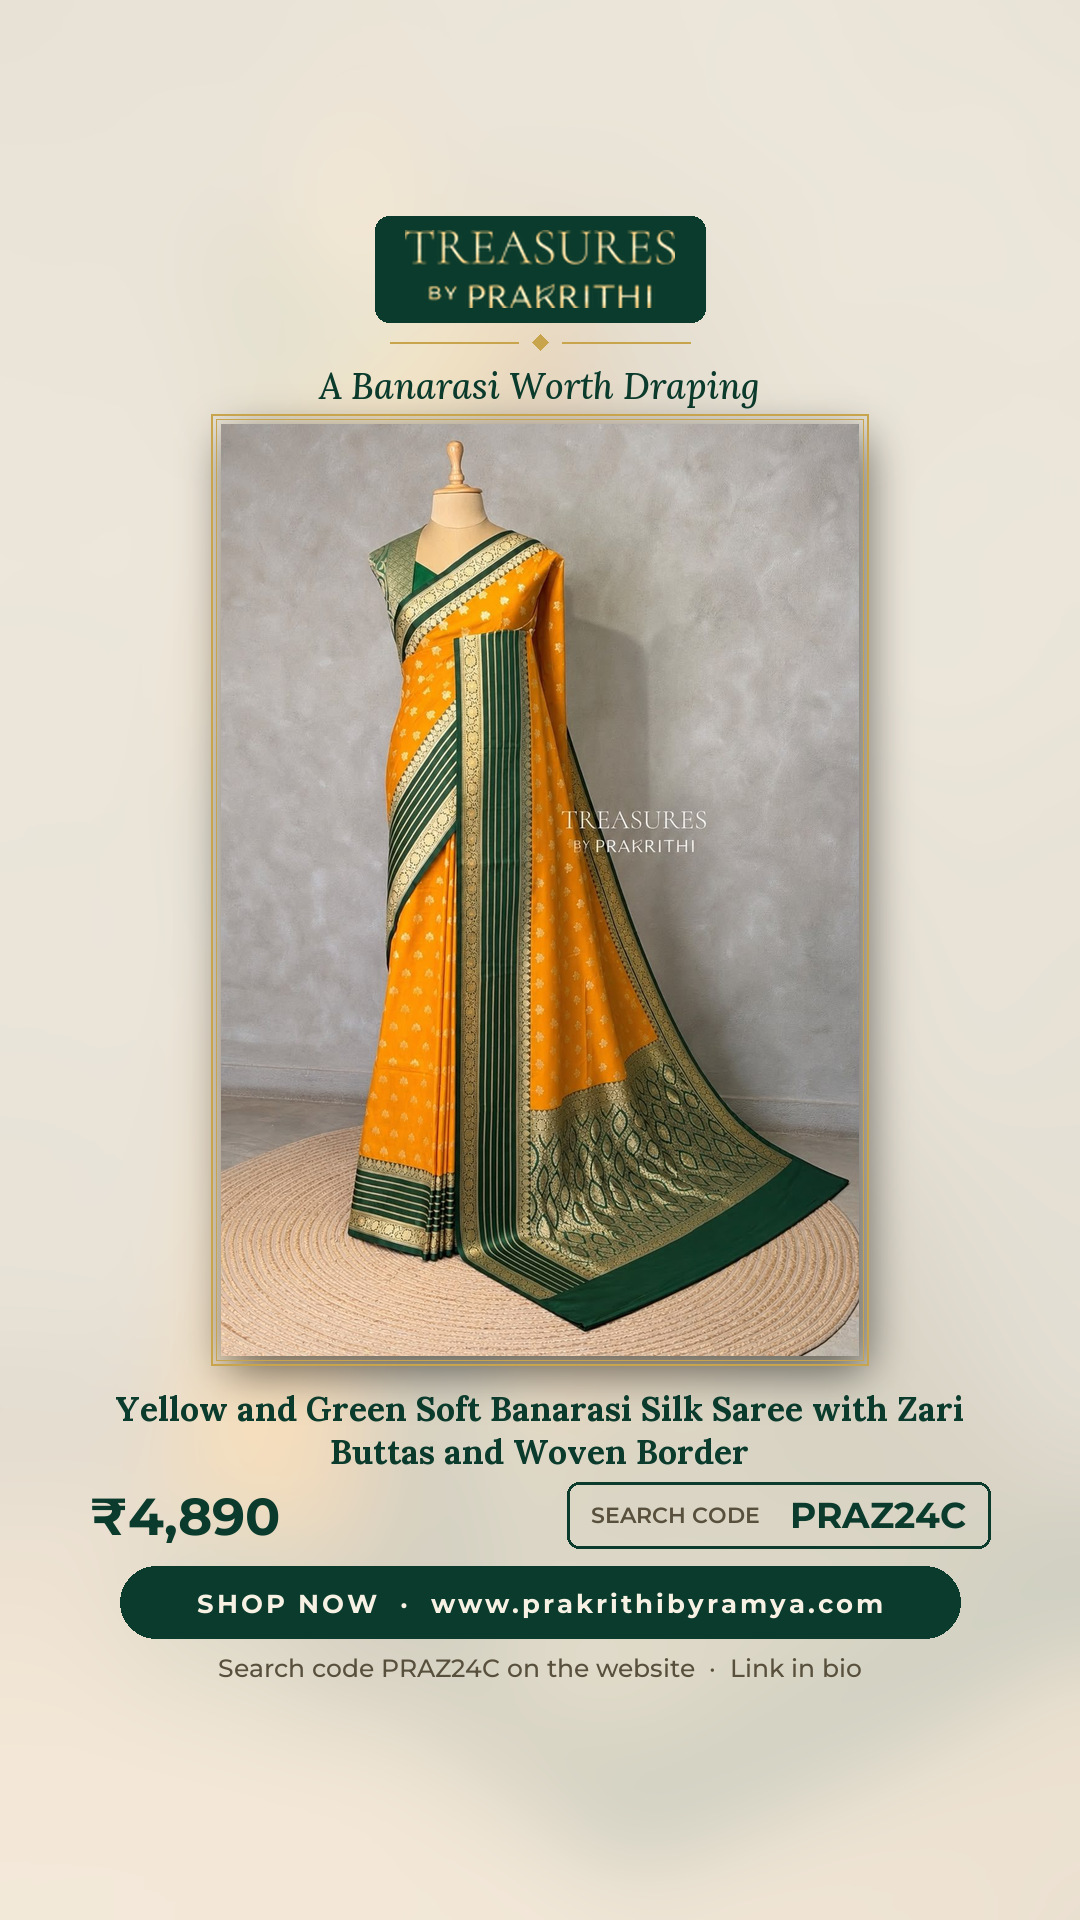 TREASURES
BY PRAKRITHI
A Banarasi Worth Draping
TREASURES
BY PRAKRITHI
Yellow and Green Soft Banarasi Silk Saree with Zari
Buttas and Woven Border
₹4,890
SEARCH CODE PRAZ24C
SHOP NOW · www.prakrithibyramya.com
Search code PRAZ24C on the website · Link in bio